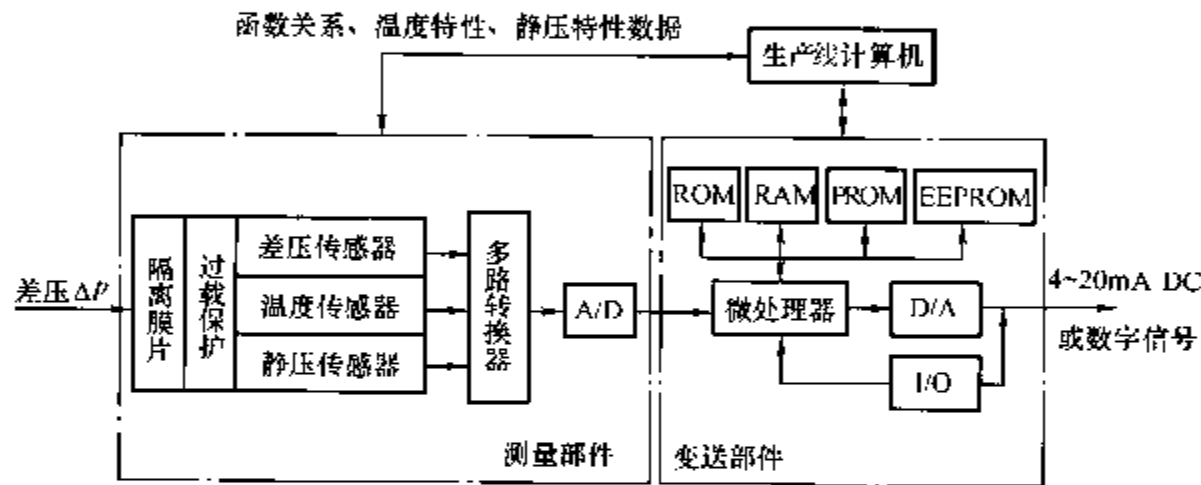 函数关系、温度特性、静压特性数据
生产线计算机
ROM
RAM
PROM
EEPROM
差压ΔP
隔离膜片
过载保护
差压传感器
温度传感器
静压传感器
多路转换器
A/D
微处理器
D/A
I/O
4~20mA DC
或数字信号
测量部件
变送部件